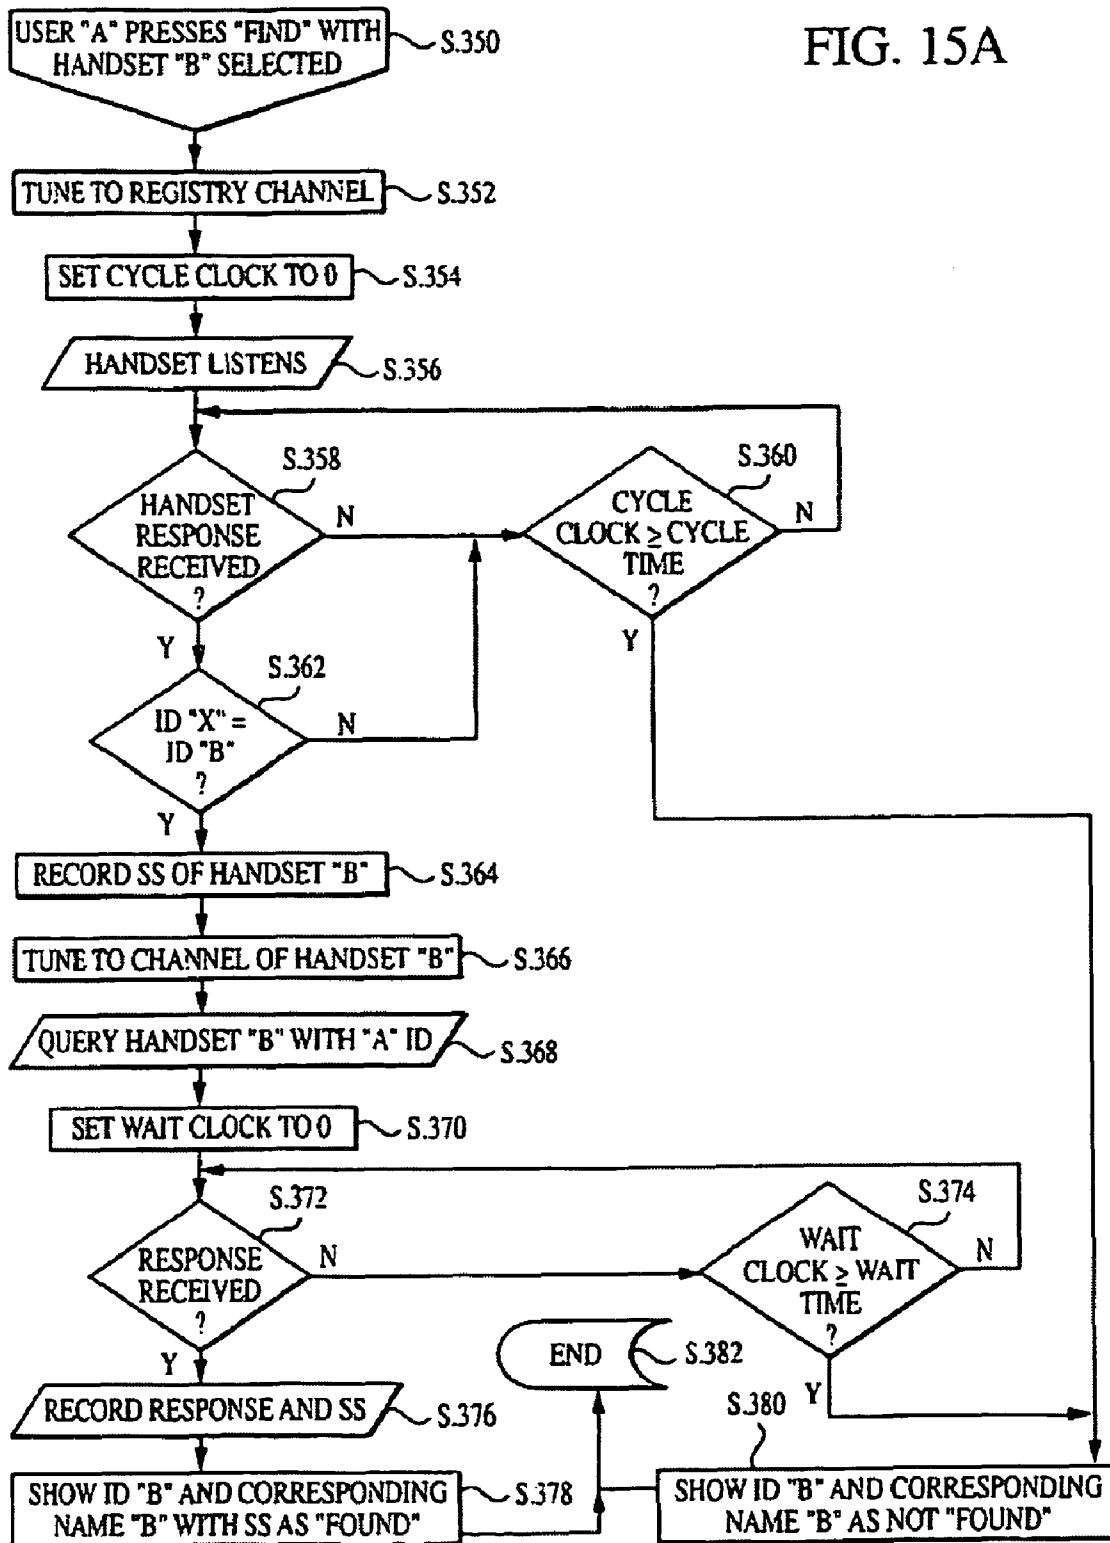 FIG. 15A
USER "A" PRESSES "FIND" WITH
HANDSET "B" SELECTED
S.350
TUNE TO REGISTRY CHANNEL
S.352
SET CYCLE CLOCK TO 0
S.354
HANDSET LISTENS
S.356
S.358
HANDSET
RESPONSE
RECEIVED
?
N
Y
S.360
CYCLE
CLOCK ≥ CYCLE
TIME
?
N
Y
S.362
ID "X" =
ID "B"
?
N
Y
RECORD SS OF HANDSET "B"
S.364
TUNE TO CHANNEL OF HANDSET "B"
S.366
QUERY HANDSET "B" WITH "A" ID
S.368
SET WAIT CLOCK TO 0
S.370
S.372
RESPONSE
RECEIVED
?
N
Y
S.374
WAIT
CLOCK ≥ WAIT
TIME
?
N
Y
END
S.382
RECORD RESPONSE AND SS
S.376
SHOW ID "B" AND CORRESPONDING
NAME "B" WITH SS AS "FOUND"
S.378
S.380
SHOW ID "B" AND CORRESPONDING
NAME "B" AS NOT "FOUND"